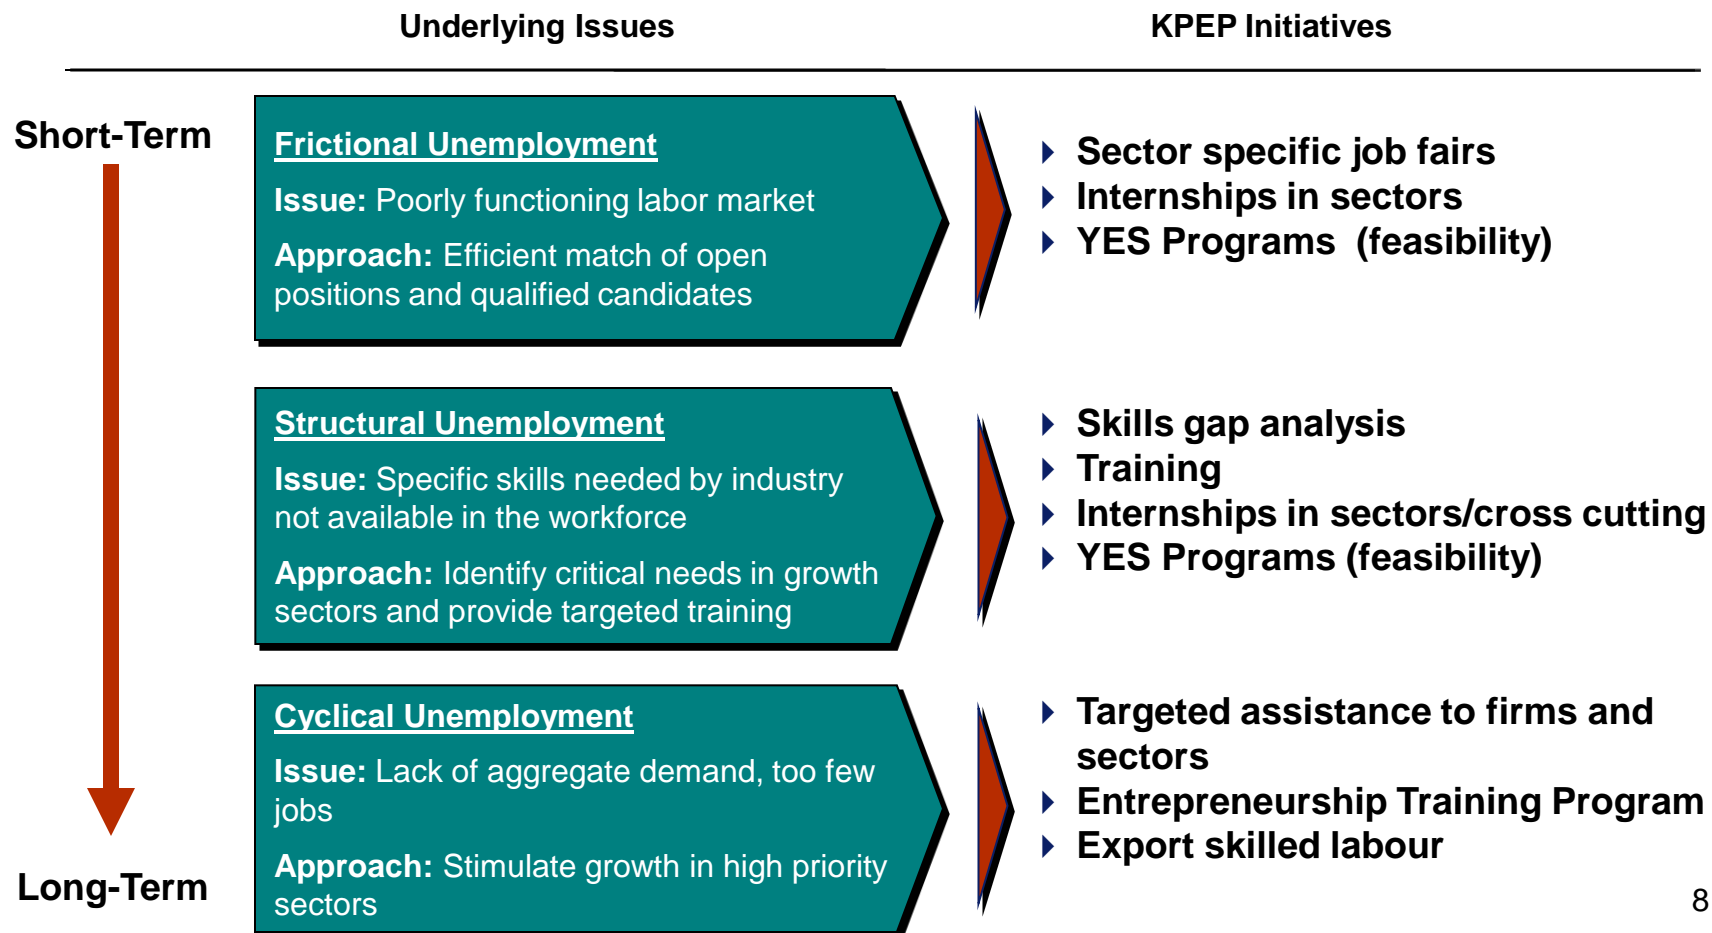 Underlying Issues
KPEP Initiatives
Short-Term
Frictional Unemployment
Issue: Poorly functioning labor market
Approach: Efficient match of open
positions and qualified candidates
Sector specific job fairs
Internships in sectors
YES Programs (feasibility)
Structural Unemployment
Issue: Specific skills needed by industry
not available in the workforce
Approach: Identify critical needs in growth
sectors and provide targeted training
Skills gap analysis
Training
Internships in sectors/cross cutting
YES Programs (feasibility)
Cyclical Unemployment
Issue: Lack of aggregate demand, too few
jobs
Approach: Stimulate growth in high priority
sectors
Targeted assistance to firms and
sectors
Entrepreneurship Training Program
Export skilled labour
Long-Term
8